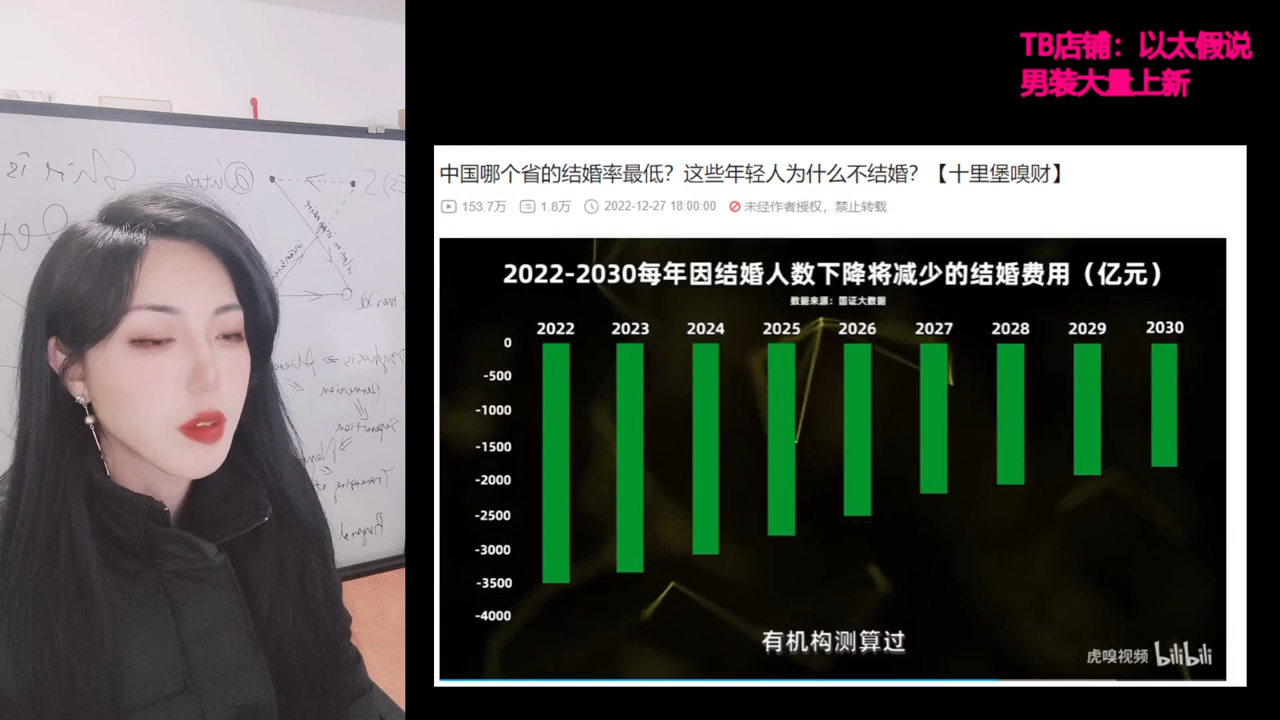 TB店铺：以太假说
男装大量上新
中国哪个省的结婚率最低？这些年轻人为什么不结婚？【十里堡嗅财】
153.7万 1.8万 2022-12-27 18:00:00 未经作者授权，禁止转载
2022-2030每年因结婚人数下降将减少的结婚费用（亿元）
数据来源：国证大数据
2022 2023 2024 2025 2026 2027 2028 2029 2030
0
-500
-1000
-1500
-2000
-2500
-3000
-3500
-4000
有机构测算过
虎嗅视频 bilibili